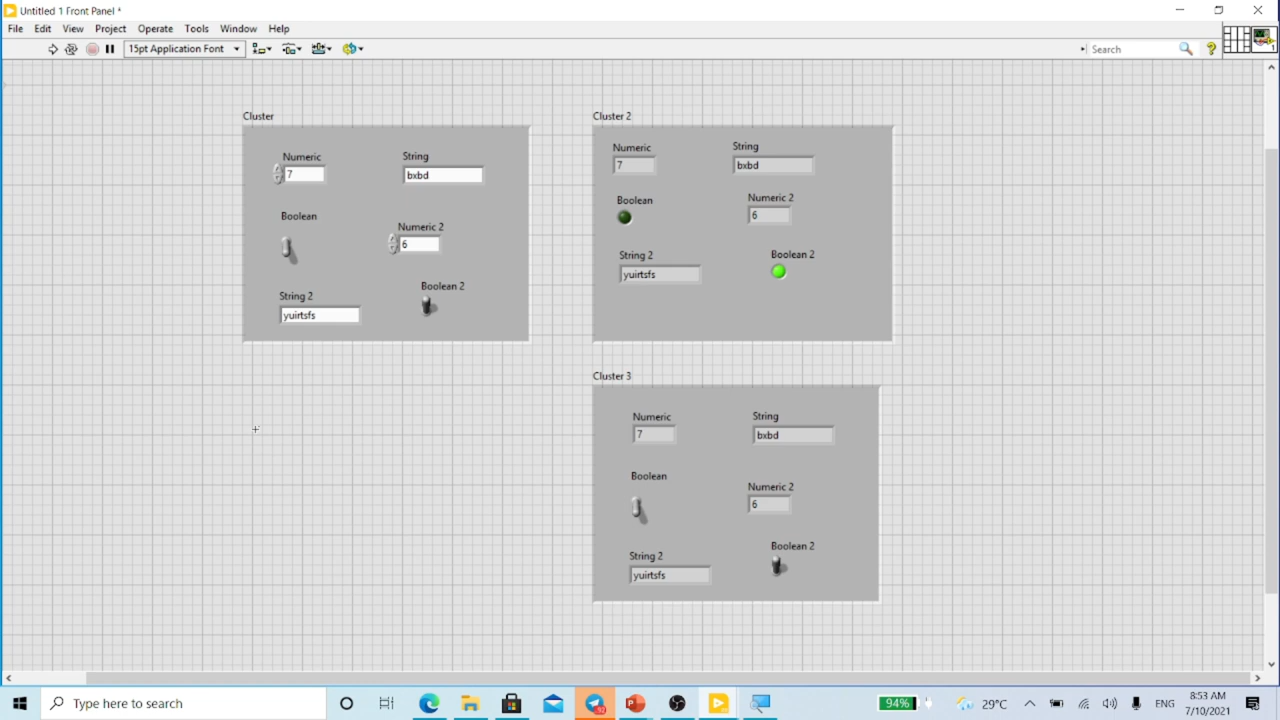 Untitled 1 Front Panel *
File Edit View Project Operate Tools Window Help
15pt Application Font
Search
?
1
Cluster
Numeric
7
String
bxbd
Boolean
Numeric 2
6
String 2
yuirtsfs
Boolean 2
Cluster 2
Numeric
7
String
bxbd
Boolean
Numeric 2
6
String 2
yuirtsfs
Boolean 2
Cluster 3
Numeric
7
String
bxbd
Boolean
Numeric 2
6
String 2
yuirtsfs
Boolean 2
Type here to search
94%
29°C
ENG
8:53 AM
7/10/2021